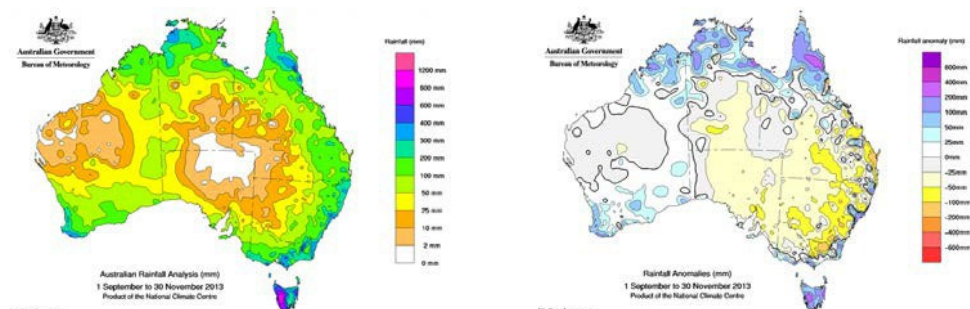 Australian Government
Bureau of Meteorology
Rainfall (mm)
1200 mm
800 mm
600 mm
400 mm
300 mm
200 mm
100 mm
50 mm
25 mm
10 mm
2 mm
0 mm
Australian Rainfall Analysis (mm)
1 September to 30 November 2013
Product of the National Climate Centre
Australian Government
Bureau of Meteorology
Rainfall anomaly (mm)
600mm
400mm
200mm
100mm
50mm
25mm
0mm
-25mm
-50mm
-100mm
-200mm
-400mm
-600mm
Rainfall Anomalies (mm)
1 September to 30 November 2013
Product of the National Climate Centre